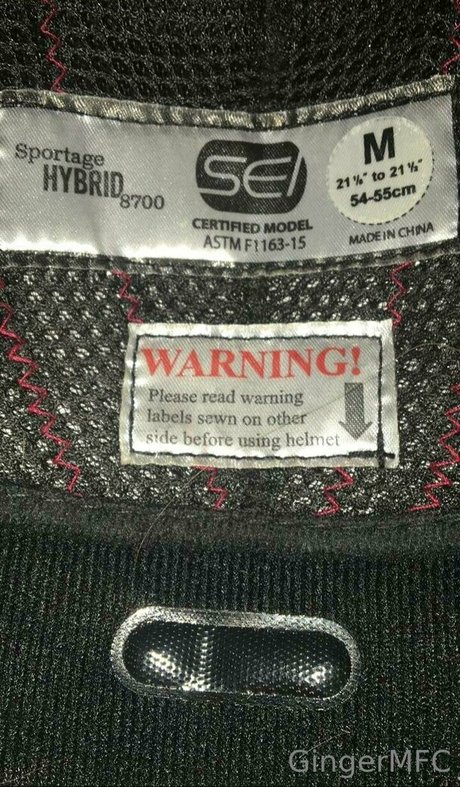 Sportage
HYBRID 8700
SEI
CERTIFIED MODEL
ASTM F1163-15
M
21 ¼" to 21 ½"
54-55cm
MADE IN CHINA
WARNING!
Please read warning
labels sewn on other
side before using helmet
GingerMFC